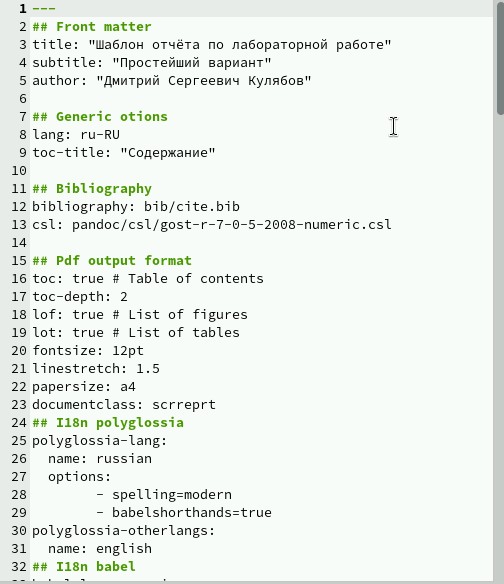 1 ---
2 ## Front matter
3 title: "Шаблон отчёта по лабораторной работе"
4 subtitle: "Простейший вариант"
5 author: "Дмитрий Сергеевич Кулябов"
6
7 ## Generic otions
8 lang: ru-RU
9 toc-title: "Содержание"
10
11 ## Bibliography
12 bibliography: bib/cite.bib
13 csl: pandoc/csl/gost-r-7-0-5-2008-numeric.csl
14
15 ## Pdf output format
16 toc: true # Table of contents
17 toc-depth: 2
18 lof: true # List of figures
19 lot: true # List of tables
20 fontsize: 12pt
21 linestretch: 1.5
22 papersize: a4
23 documentclass: scrreprt
24 ## I18n polyglossia
25 polyglossia-lang:
26   name: russian
27   options:
28         - spelling=modern
29         - babelshorthands=true
30 polyglossia-otherlangs:
31   name: english
32 ## I18n babel